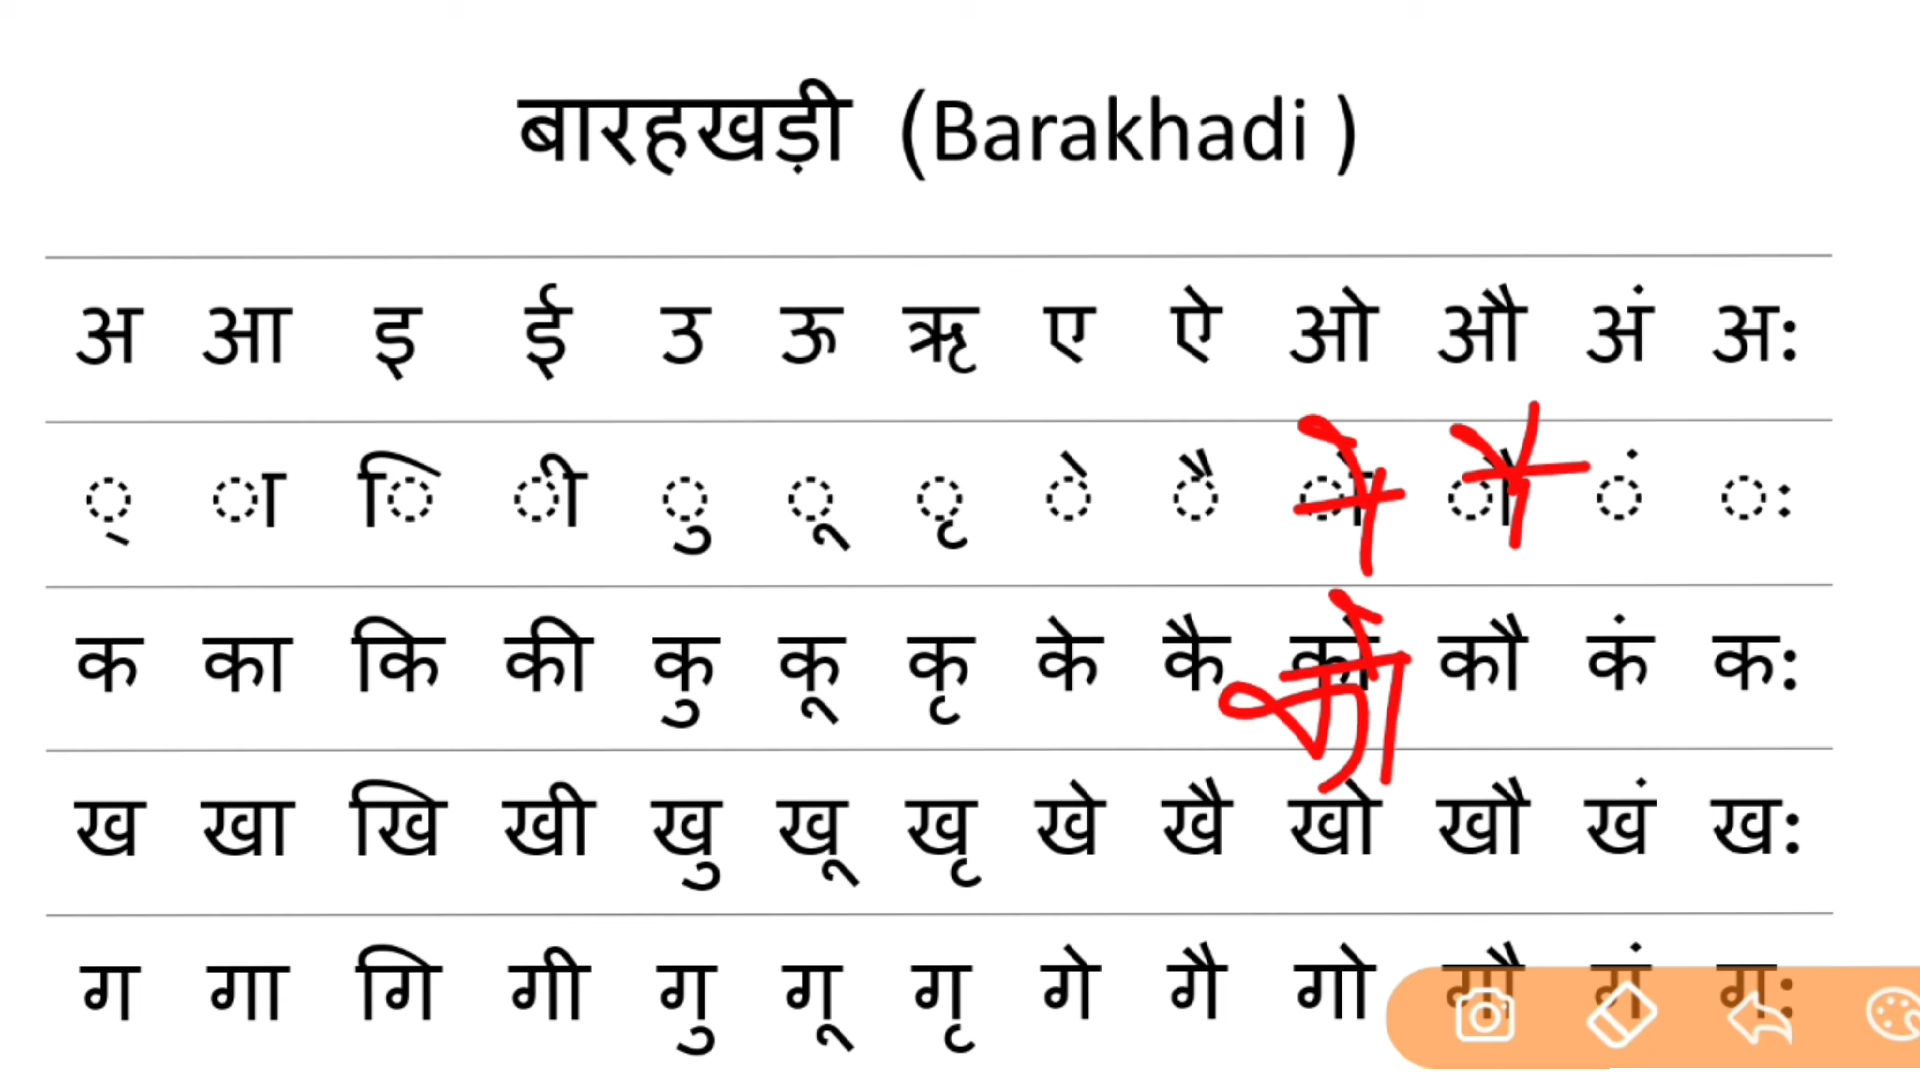 बारहखड़ी (Barakhadi )
अ आ इ ई उ ऊ ऋ ए ऐ ओ औ अं अः
◌् ◌ा ◌ि ◌ी ◌ु ◌ू ◌ृ ◌े ◌ै ◌ो ◌ौ ◌ं ◌ः
क का कि की कु कू कृ के कै को कौ कं कः
को
ख खा खि खी खु खू खृ खे खै खो खौ खं खः
ग गा गि गी गु गू गृ गे गै गो गौ गं गः